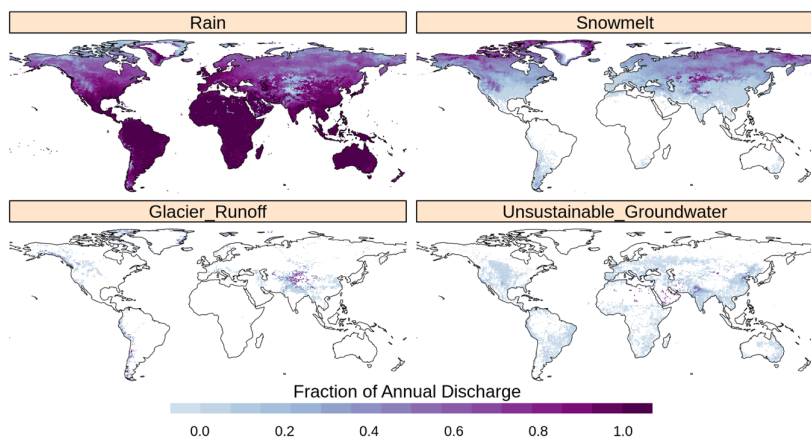 Rain
Snowmelt
Glacier_Runoff
Unsustainable_Groundwater
Fraction of Annual Discharge
0.0 0.2 0.4 0.6 0.8 1.0